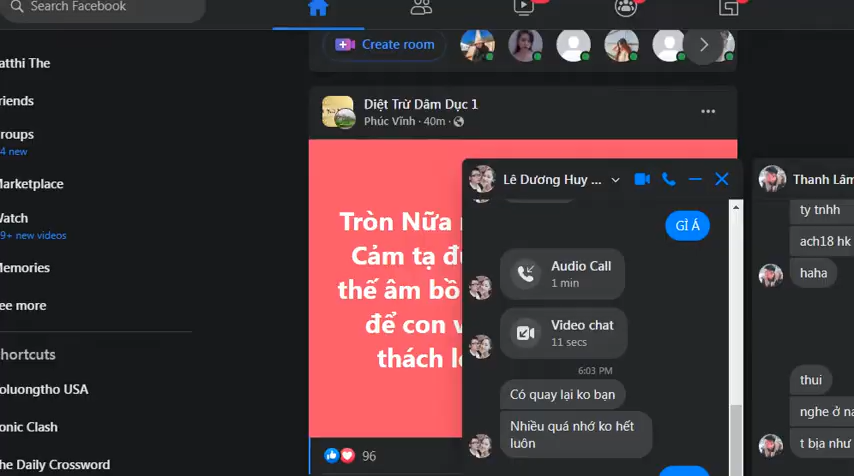 Search Facebook
atthi The
riends
roups
4 new
arketplace
atch
9+ new videos
emories
ee more
hortcuts
oluongtho USA
onic Clash
he Daily Crossword
Create room
Diệt Trừ Dâm Dục 1
Phúc Vĩnh · 40m ·
Tròn Nữa
Cảm tạ đ
thế âm bồ
để con v
thách l
96
Lê Dương Huy ...
GÌ Á
Audio Call
1 min
Video chat
11 secs
6:03 PM
Có quay lại ko bạn
Nhiều quá nhớ ko hết
luôn
Thanh Lâm
ty tnhh
ach18 hk
haha
thui
nghe ở n
t bịa như